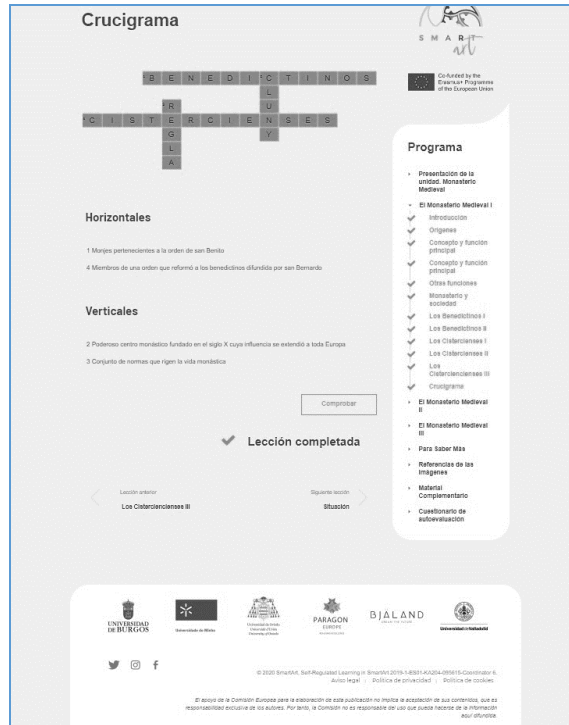 Crucigrama
SMART
art
Co-funded by the
Erasmus+ Programme
of the European Union
1 B E N E D I 2 C T I N O S
L
3 R U
4 C I S T E R C I E N S E S
G Y
L
A
Horizontales
1 Monjes pertenecientes a la orden de san Benito
4 Miembros de una orden que reformó a los benedictinos difundida por san Bernardo
Verticales
2 Poderoso centro monástico fundado en el siglo X cuya influencia se extendió a toda Europa
3 Conjunto de normas que rigen la vida monástica
Comprobar
Lección completada
Lección anterior
Los Cisterciencienses III
Siguiente lección
Situación
Programa
Presentación de la
unidad. Monasterio
Medieval
El Monasterio Medieval I
Introducción
Orígenes
Concepto y función
principal
Concepto y función
principal
Otras funciones
Monasterio y
sociedad
Los Benedictinos I
Los Benedictinos II
Los Cistercienses I
Los Cistercienses II
Los
Cisterciencienses III
Crucigrama
El Monasterio Medieval
II
El Monasterio Medieval
III
Para Saber Más
Referencias de las
Imágenes
Material
Complementario
Cuestionario de
autoevaluación
UNIVERSIDAD
DE BURGOS
Universidade do Minho
PARAGON
EUROPE
BJALAND
Universidad de Valladolid
© 2020 SmartArt. Self-Regulated Learning in SmartArt 2019-1-ES01-KA204-095615-Coordinator 6.
Aviso legal / Política de privacidad / Política de cookies
El apoyo de la Comisión Europea para la elaboración de esta publicación no implica la aceptación de sus contenidos, que es
responsabilidad exclusiva de los autores. Por tanto, la Comisión no es responsable del uso que pueda hacerse de la información
aquí difundida.